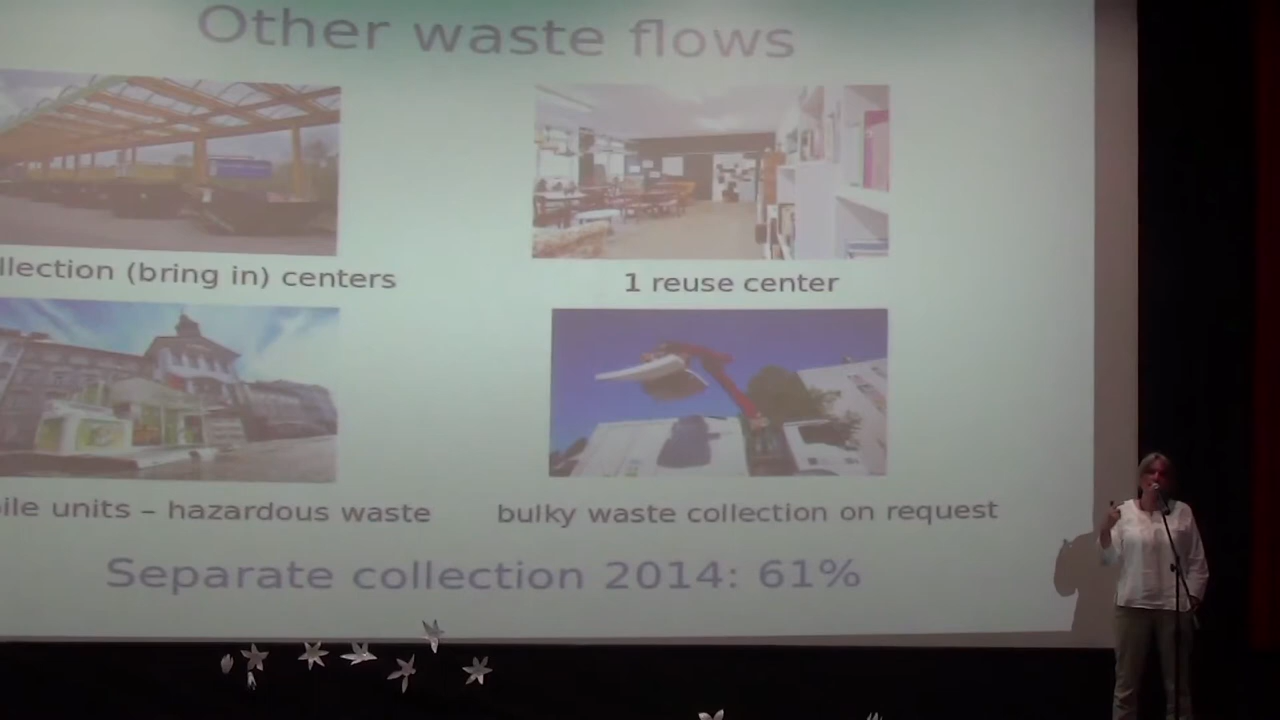 Other waste flows
llection (bring in) centers
1 reuse center
ile units – hazardous waste
bulky waste collection on request
Separate collection 2014: 61%